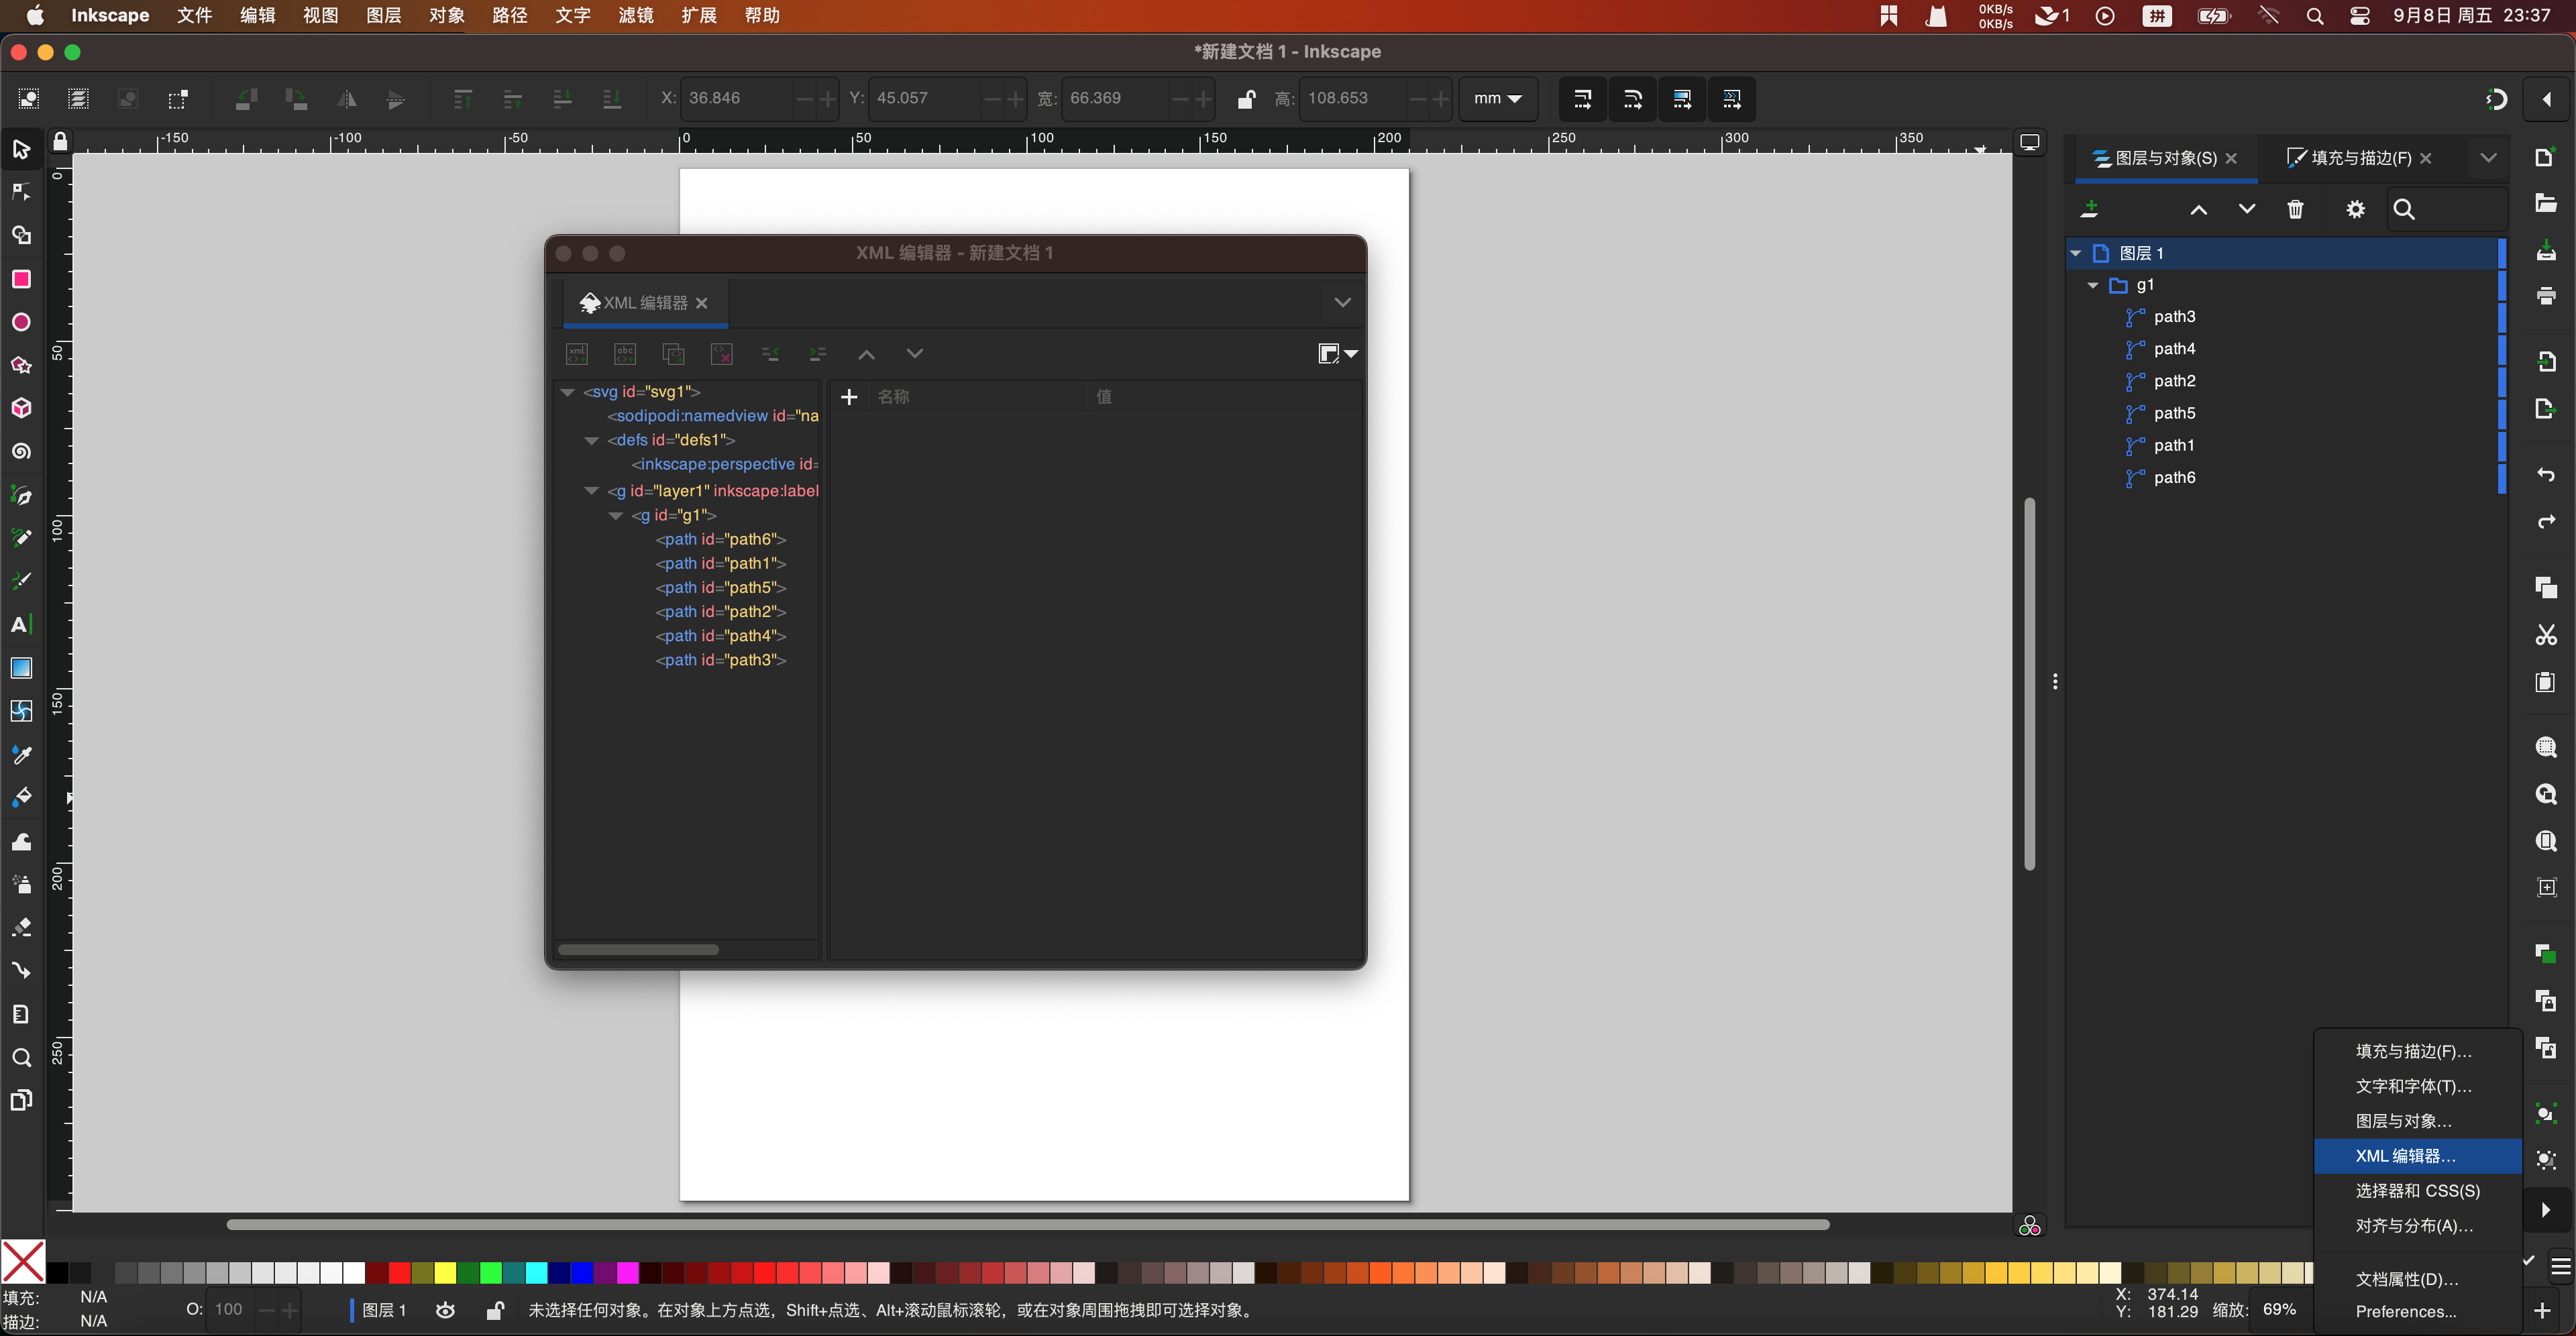 Inkscape 文件 编辑 视图 图层 对象 路径 文字 滤镜 扩展 帮助
0KB/s
0KB/s
1
拼
9月8日 周五 23:37
*新建文档 1 - Inkscape
X: 36.846
Y: 45.057
宽: 66.369
高: 108.653
mm
-150 -100 -50 0 50 100 150 200 250 300 350
0
50
100
150
200
250
XML 编辑器 - 新建文档 1
XML 编辑器
<svg id="svg1">
<sodipodi:namedview id="na
<defs id="defs1">
<inkscape:perspective id=
<g id="layer1" inkscape:label
<g id="g1">
<path id="path6">
<path id="path1">
<path id="path5">
<path id="path2">
<path id="path4">
<path id="path3">
名称
值
图层与对象(S)
填充与描边(F)
图层 1
g1
path3
path4
path2
path5
path1
path6
填充与描边(F)...
文字和字体(T)...
图层与对象...
XML 编辑器...
选择器和 CSS(S)
对齐与分布(A)...
文档属性(D)...
Preferences...
填充: N/A
描边: N/A
O: 100
图层 1
未选择任何对象。在对象上方点选，Shift+点选、Alt+滚动鼠标滚轮，或在对象周围拖拽即可选择对象。
X: 374.14
Y: 181.29
缩放: 69%